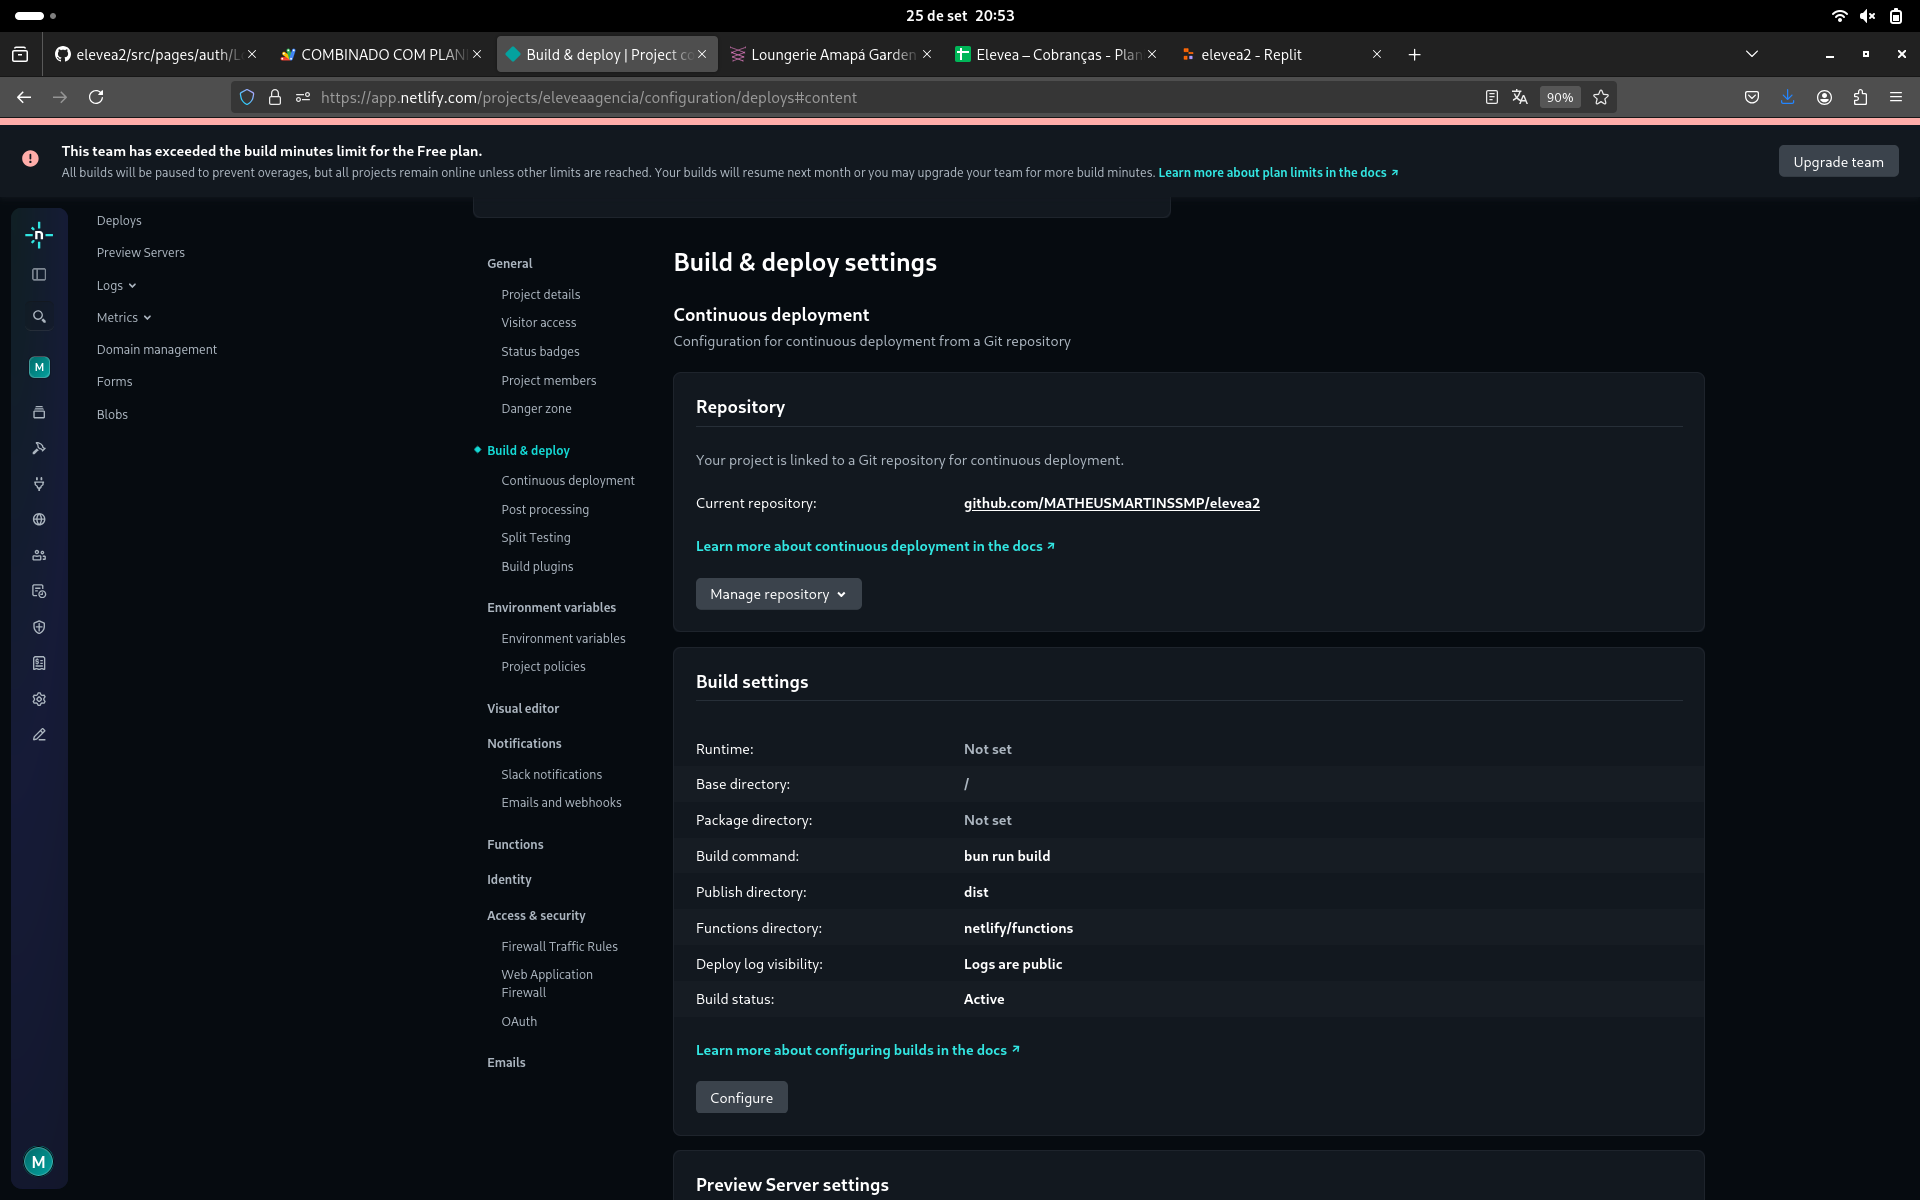 25 de set 20:53
elevea2/src/pages/auth/L
COMBINADO COM PLAN
Build & deploy | Project co
Loungerie Amapá Garden
Elevea – Cobranças - Plan
elevea2 - Replit
https://app.netlify.com/projects/eleveaagencia/configuration/deploys#content
90%
This team has exceeded the build minutes limit for the Free plan.
All builds will be paused to prevent overages, but all projects remain online unless other limits are reached. Your builds will resume next month or you may upgrade your team for more build minutes. Learn more about plan limits in the docs ↗
Upgrade team
n
M
M
Deploys
Preview Servers
Logs
Metrics
Domain management
Forms
Blobs
General
Project details
Visitor access
Status badges
Project members
Danger zone
Build & deploy
Continuous deployment
Post processing
Split Testing
Build plugins
Environment variables
Environment variables
Project policies
Visual editor
Notifications
Slack notifications
Emails and webhooks
Functions
Identity
Access & security
Firewall Traffic Rules
Web Application
Firewall
OAuth
Emails
Build & deploy settings
Continuous deployment
Configuration for continuous deployment from a Git repository
Repository
Your project is linked to a Git repository for continuous deployment.
Current repository: github.com/MATHEUSMARTINSSMP/elevea2
Learn more about continuous deployment in the docs ↗
Manage repository
Build settings
Runtime: Not set
Base directory: /
Package directory: Not set
Build command: bun run build
Publish directory: dist
Functions directory: netlify/functions
Deploy log visibility: Logs are public
Build status: Active
Learn more about configuring builds in the docs ↗
Configure
Preview Server settings